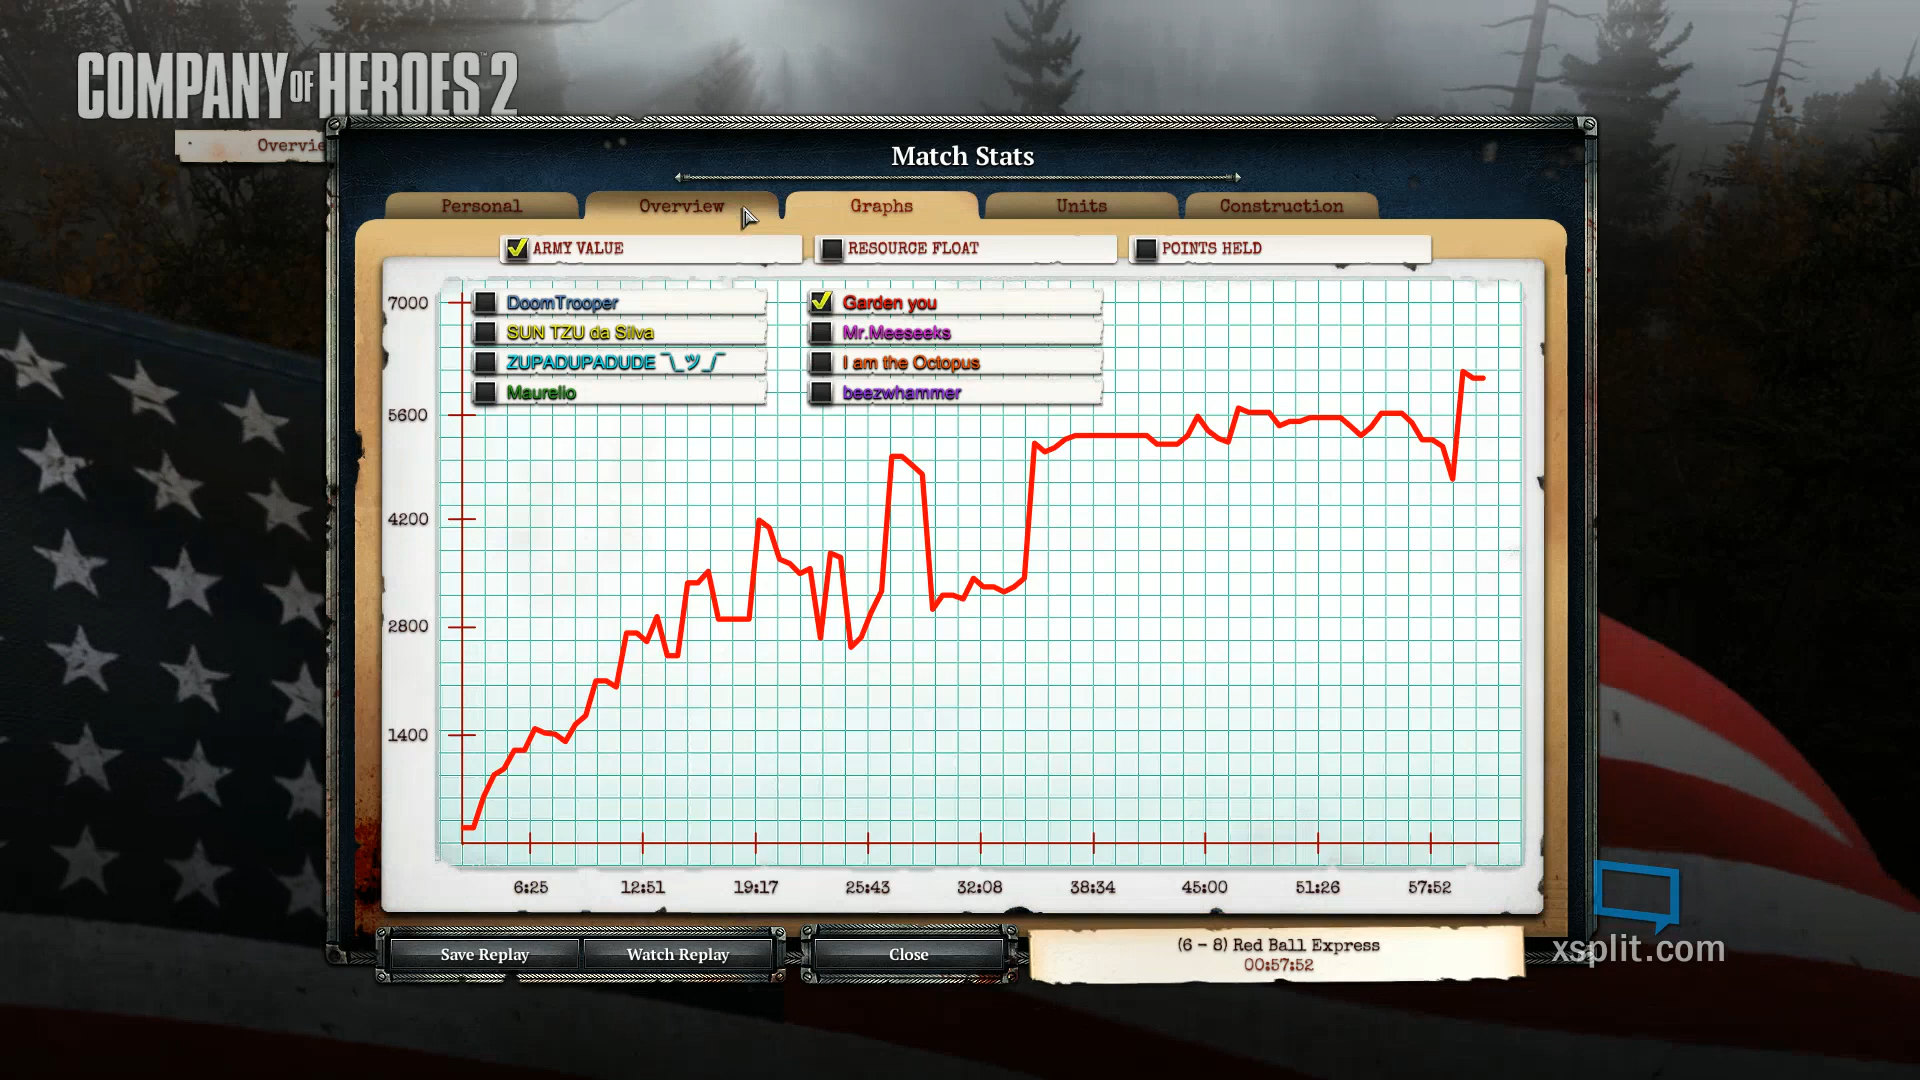 COMPANY OF HEROES™ 2
Overvie
Match Stats
Personal
Overview
Graphs
Units
Construction
ARMY VALUE
RESOURCE FLOAT
POINTS HELD
DoomTrooper
Garden you
SUN TZU da Silva
Mr.Meeseeks
ZUPADUPADUDE ¯\_ツ_/¯
I am the Octopus
Maurelio
beezwhammer
7000
5600
4200
2800
1400
6:25
12:51
19:17
25:43
32:08
38:34
45:00
51:26
57:52
Save Replay
Watch Replay
Close
(6 - 8) Red Ball Express
00:57:52
xsplit.com